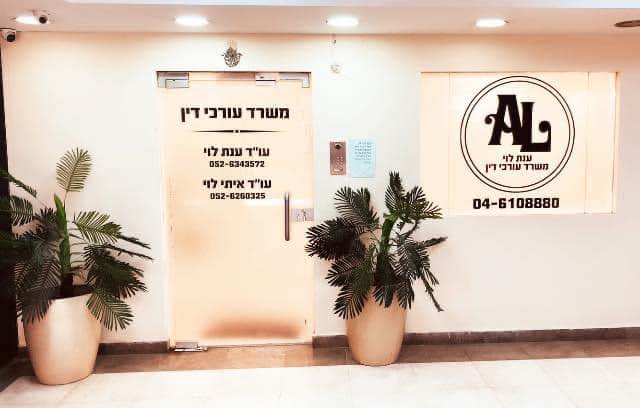 משרד עורכי דין
עו"ד ענת לוי
052-6343572
עו"ד איתי לוי
052-6260325
AL
ענת לוי
משרד עורכי דין
04-6108880